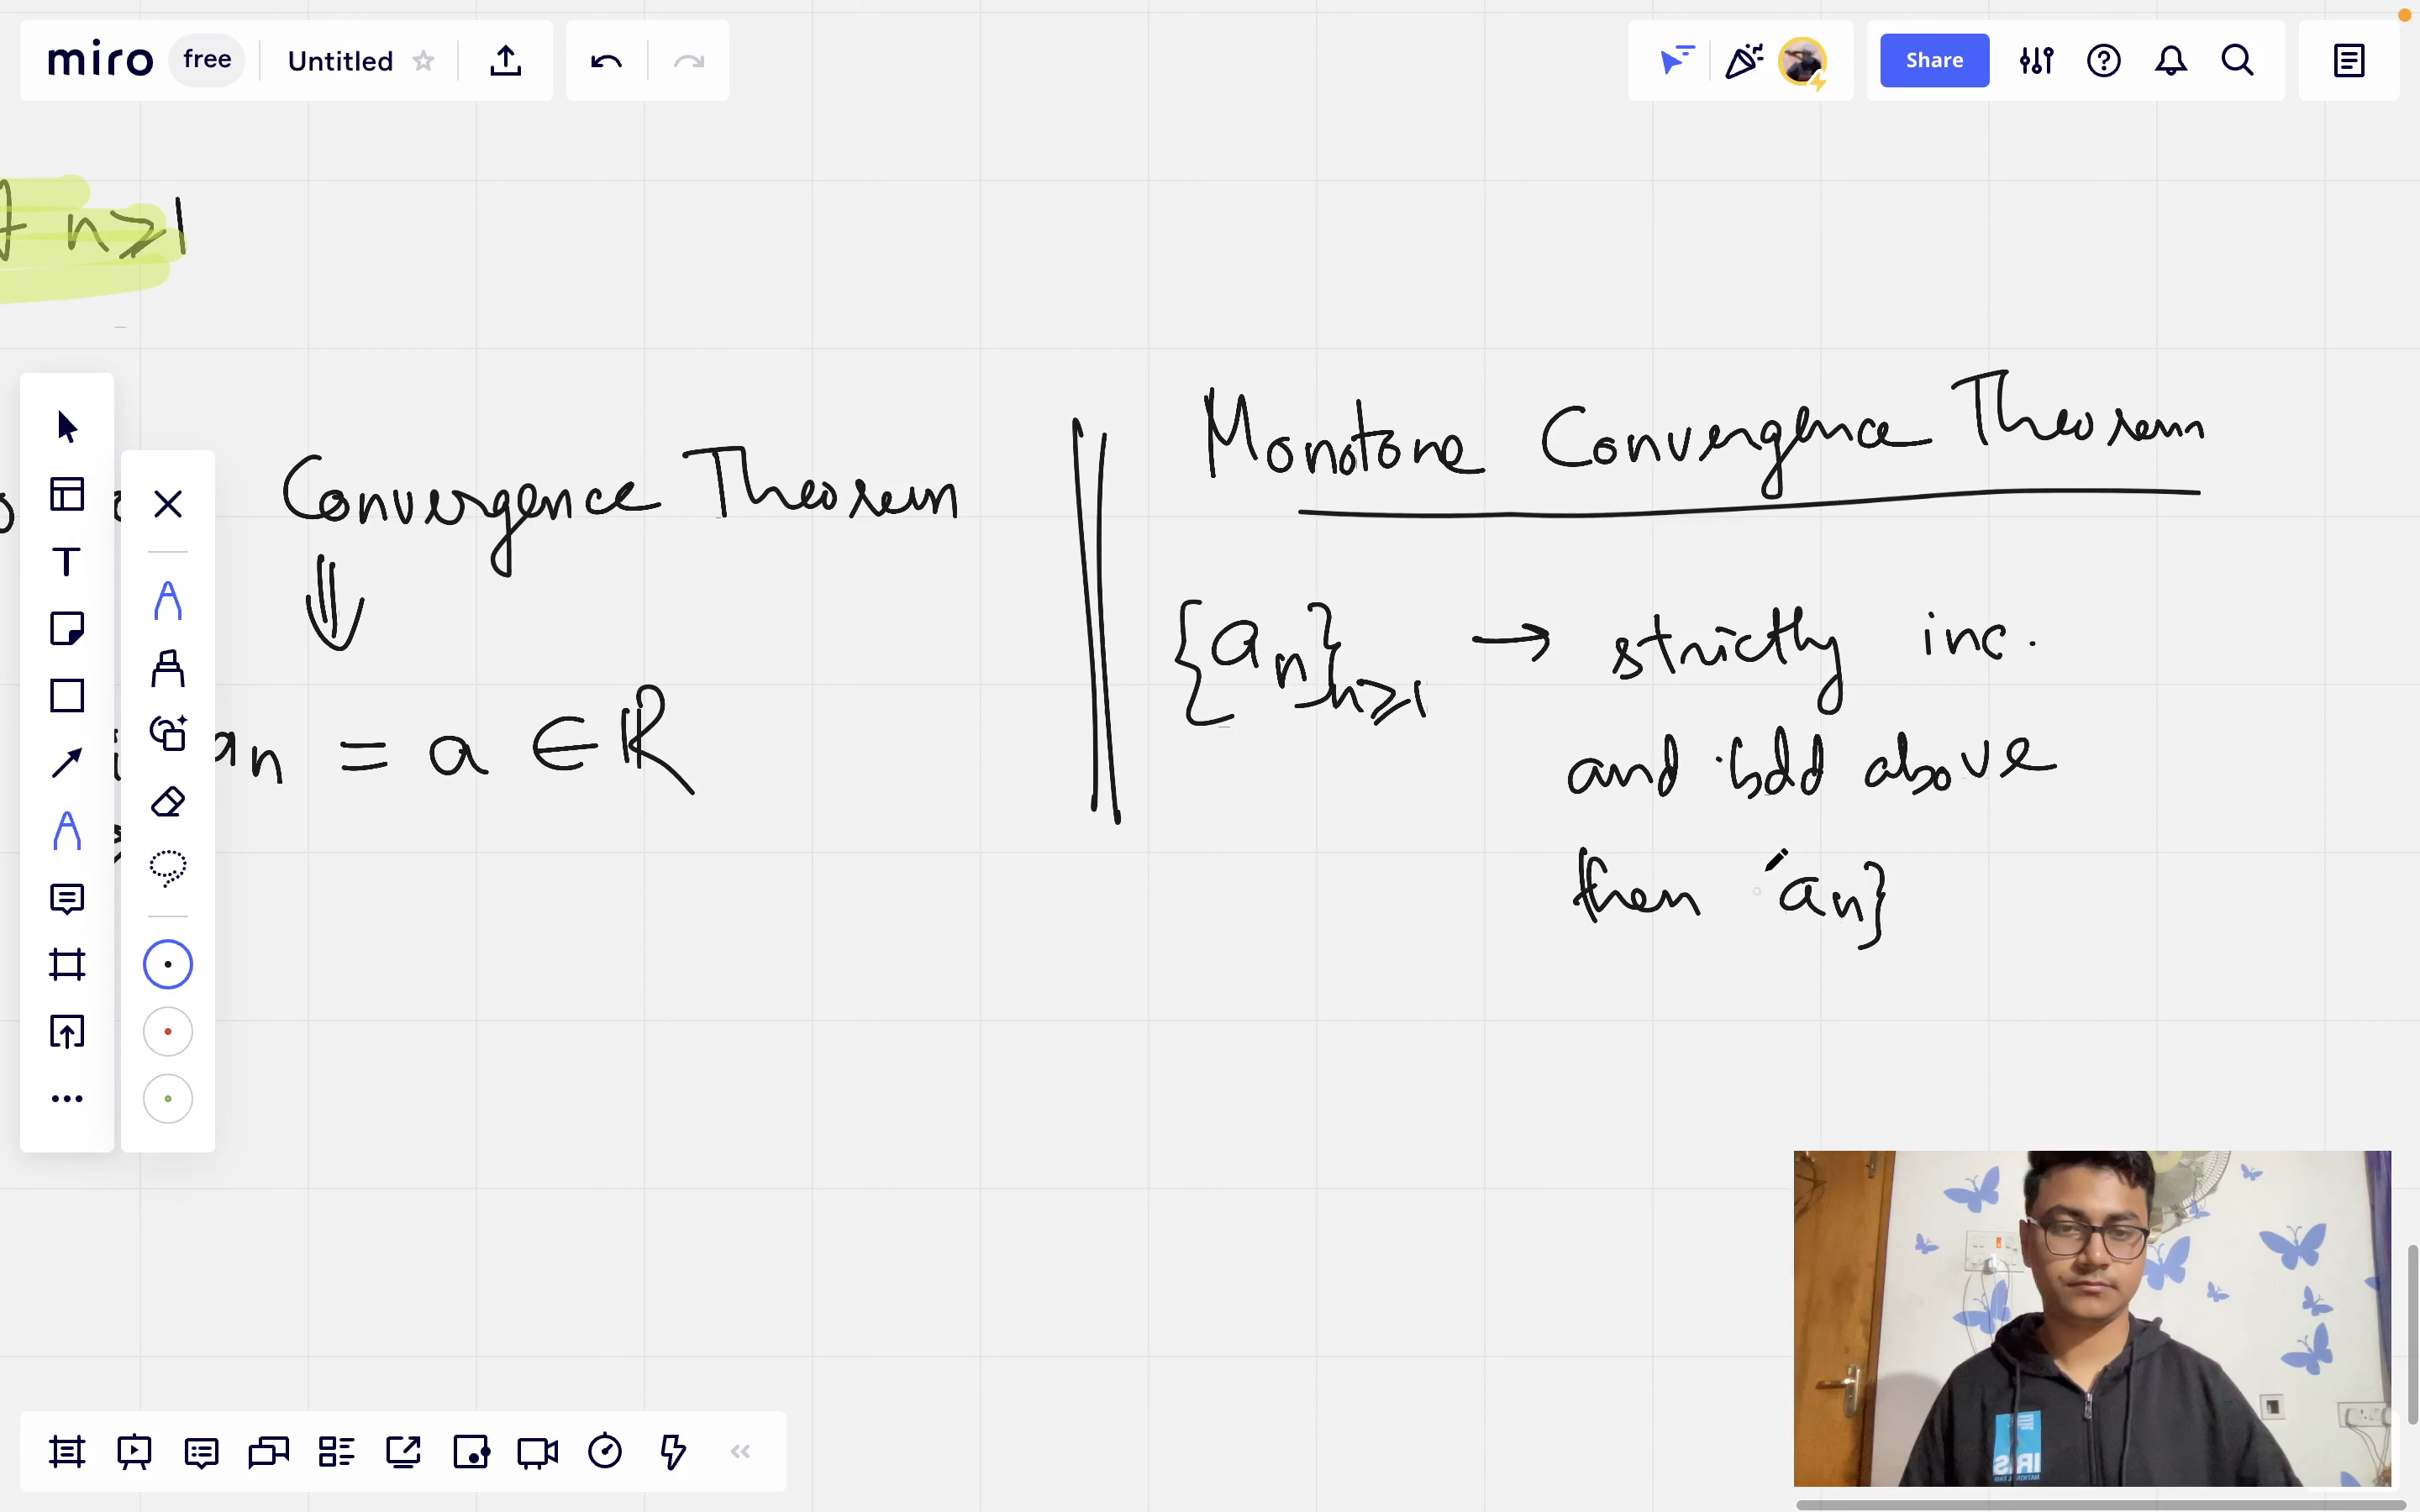 miro free Untitled Share
n ≥ 1
Convergence Theorem
aₙ = a ∈ ℝ
Monotone Convergence Theorem
{aₙ}ₙ≥₁ → strictly inc.
and bdd above
then aₙ}